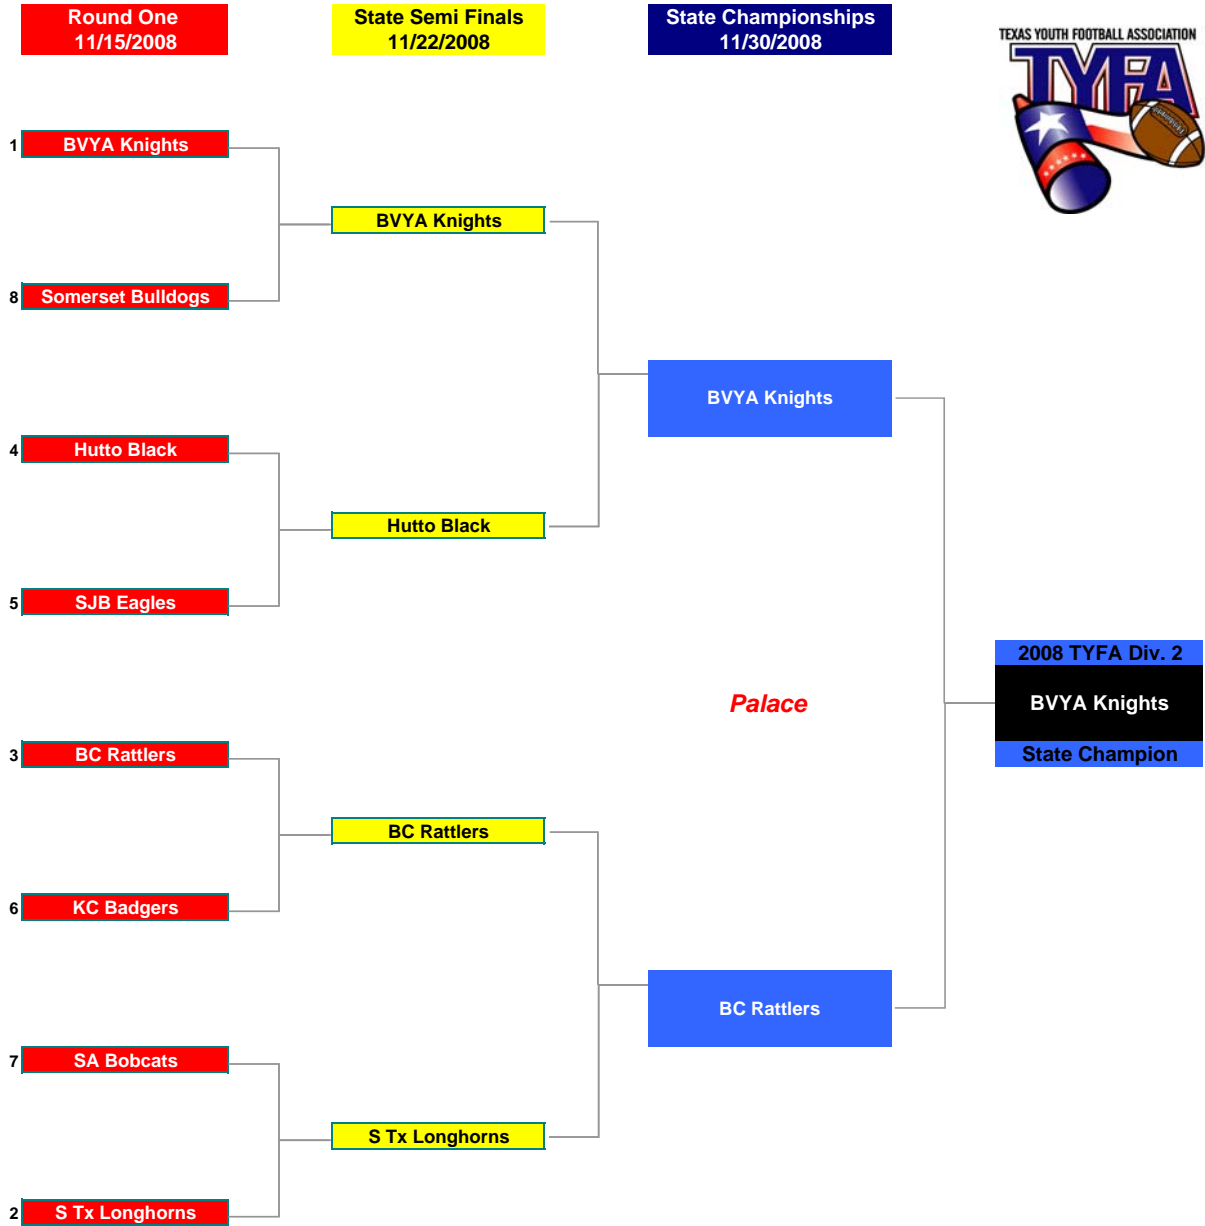 Round One
11/15/2008
State Semi Finals
11/22/2008
State Championships
11/30/2008
TEXAS YOUTH FOOTBALL ASSOCIATION
TYFA
1 BVYA Knights
BVYA Knights
8 Somerset Bulldogs
BVYA Knights
4 Hutto Black
Hutto Black
5 SJB Eagles
2008 TYFA Div. 2
Palace
BVYA Knights
State Champion
3 BC Rattlers
BC Rattlers
6 KC Badgers
BC Rattlers
7 SA Bobcats
S Tx Longhorns
2 S Tx Longhorns